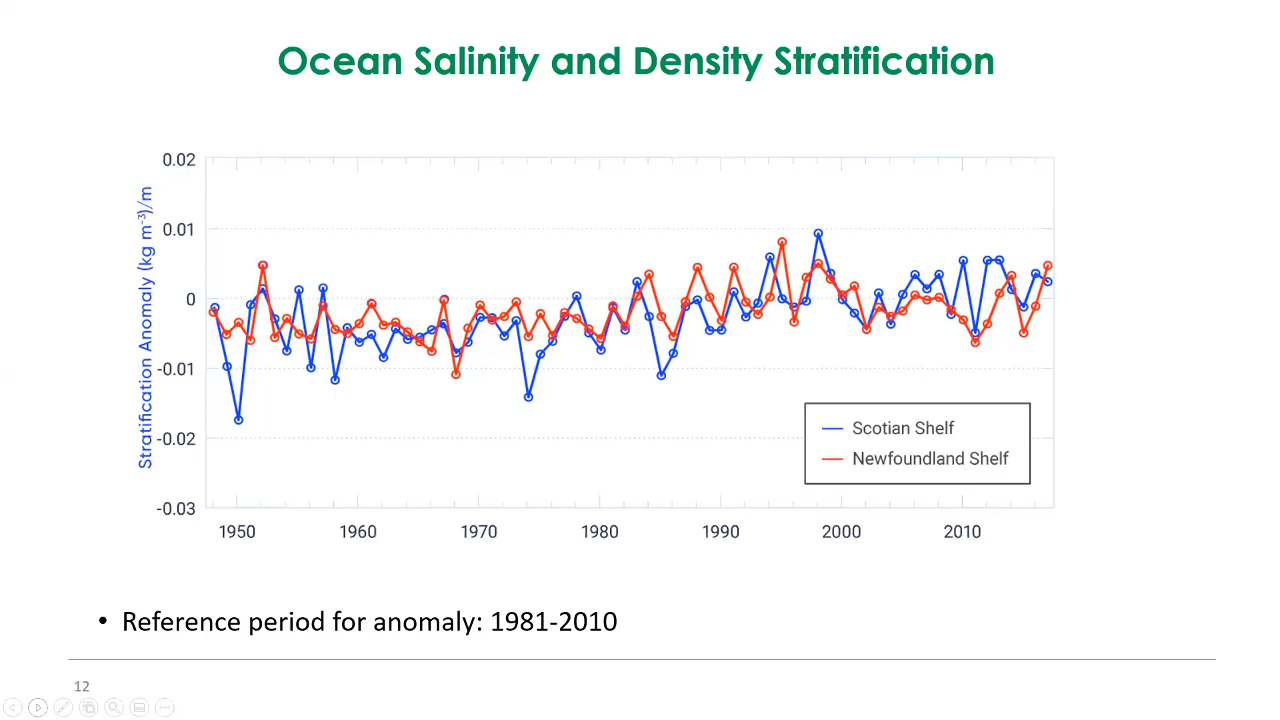 Ocean Salinity and Density Stratification
Stratification Anomaly (kg m⁻³)/m
0.02
0.01
0
-0.01
-0.02
-0.03
1950 1960 1970 1980 1990 2000 2010
Scotian Shelf
Newfoundland Shelf
• Reference period for anomaly: 1981-2010
12